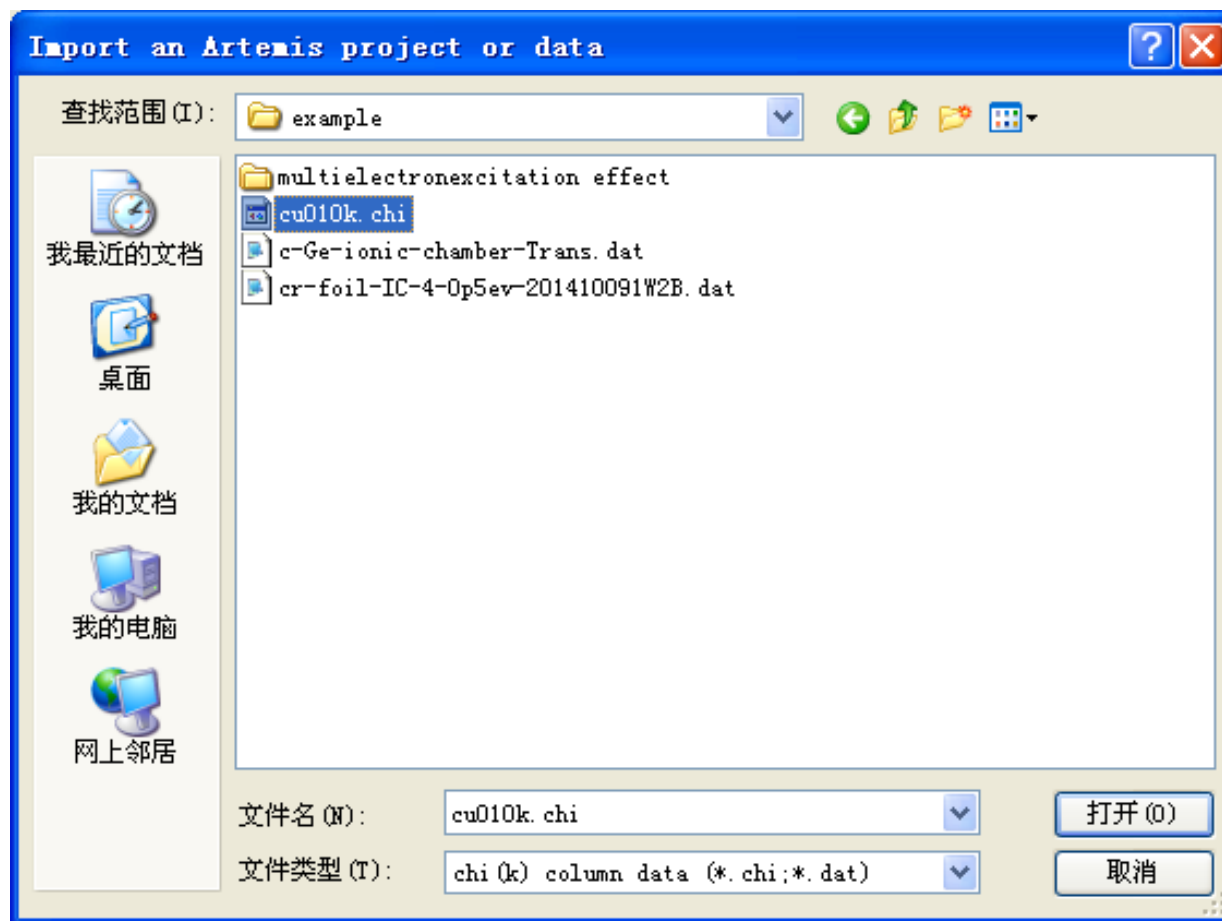 Import an Artemis project or data
查找范围(I):
example
我最近的文档
桌面
我的文档
我的电脑
网上邻居
multielectronexcitation effect
cu010k.chi
c-Ge-ionic-chamber-Trans.dat
cr-foil-IC-4-0p5ev-201410091W2B.dat
文件名(N):
cu010k.chi
打开(O)
文件类型(T):
chi(k) column data (*.chi;*.dat)
取消